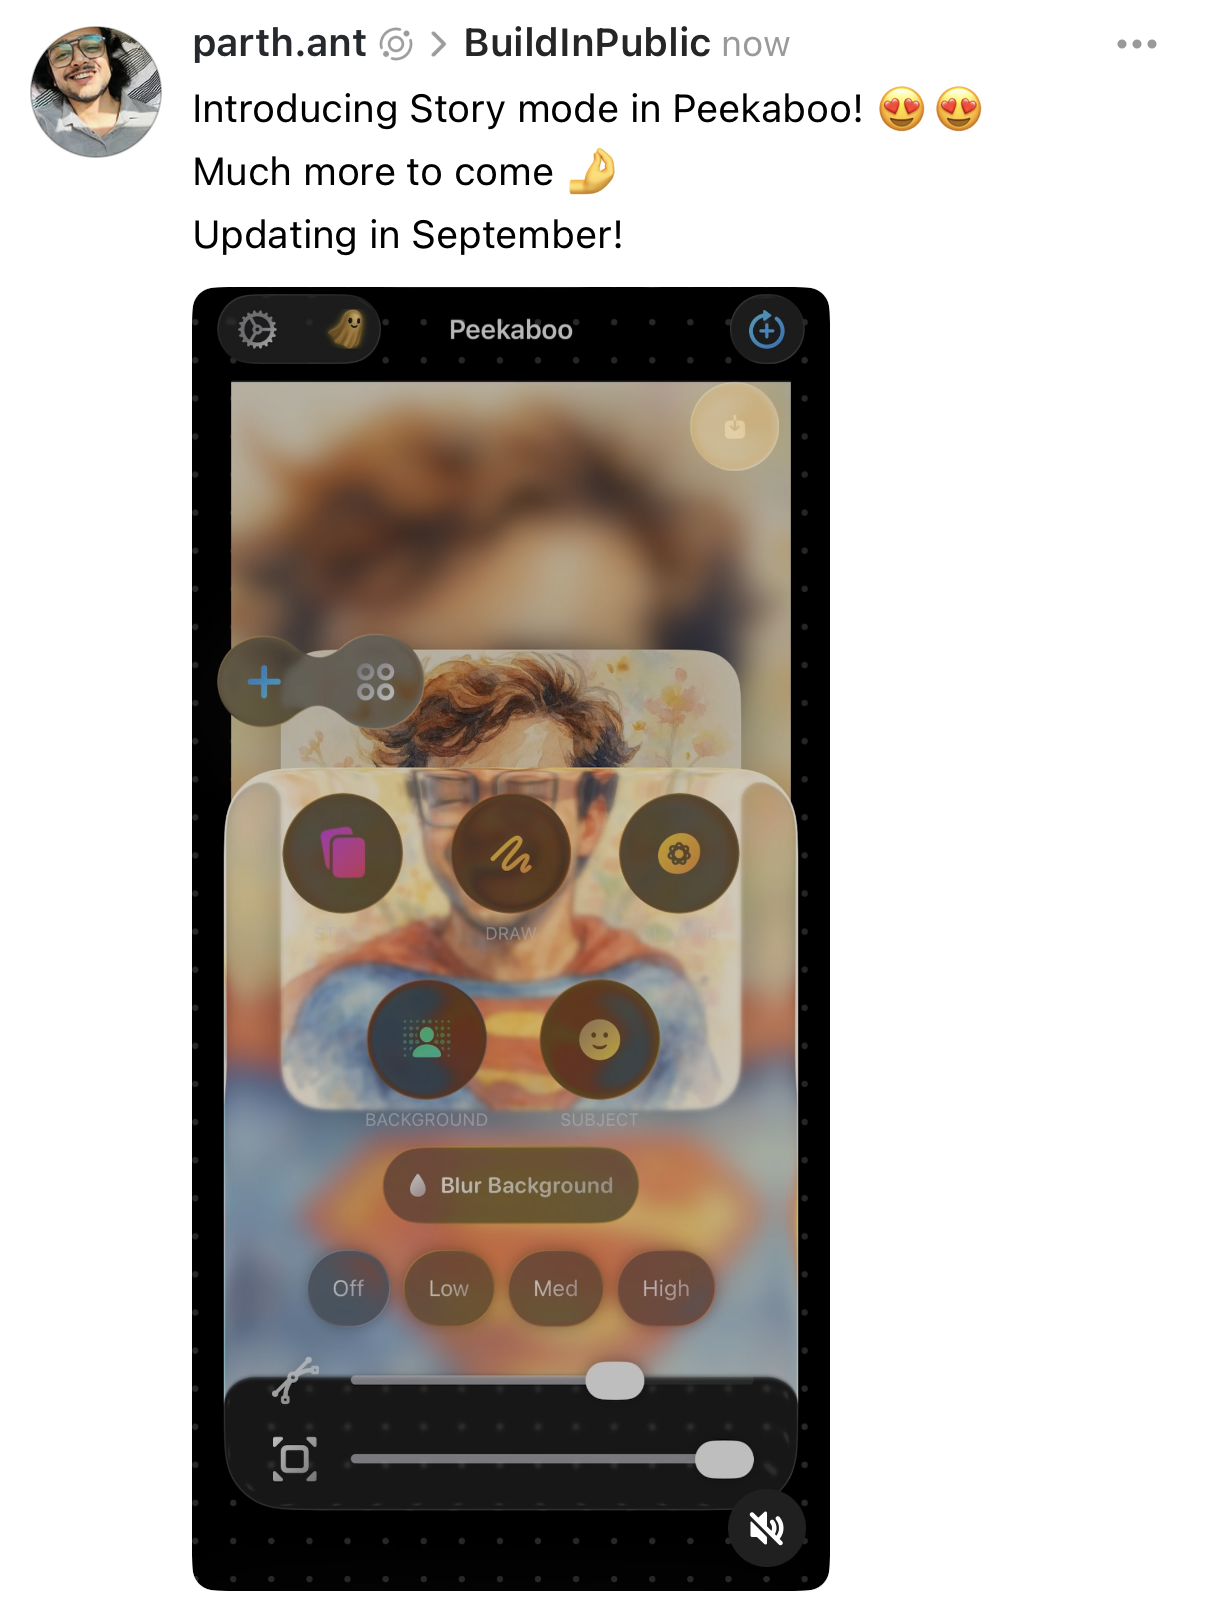 parth.ant > BuildInPublic now
Introducing Story mode in Peekaboo! 😍😍
Much more to come 🤌
Updating in September!
Peekaboo
DRAW
BACKGROUND
SUBJECT
Blur Background
Off
Low
Med
High